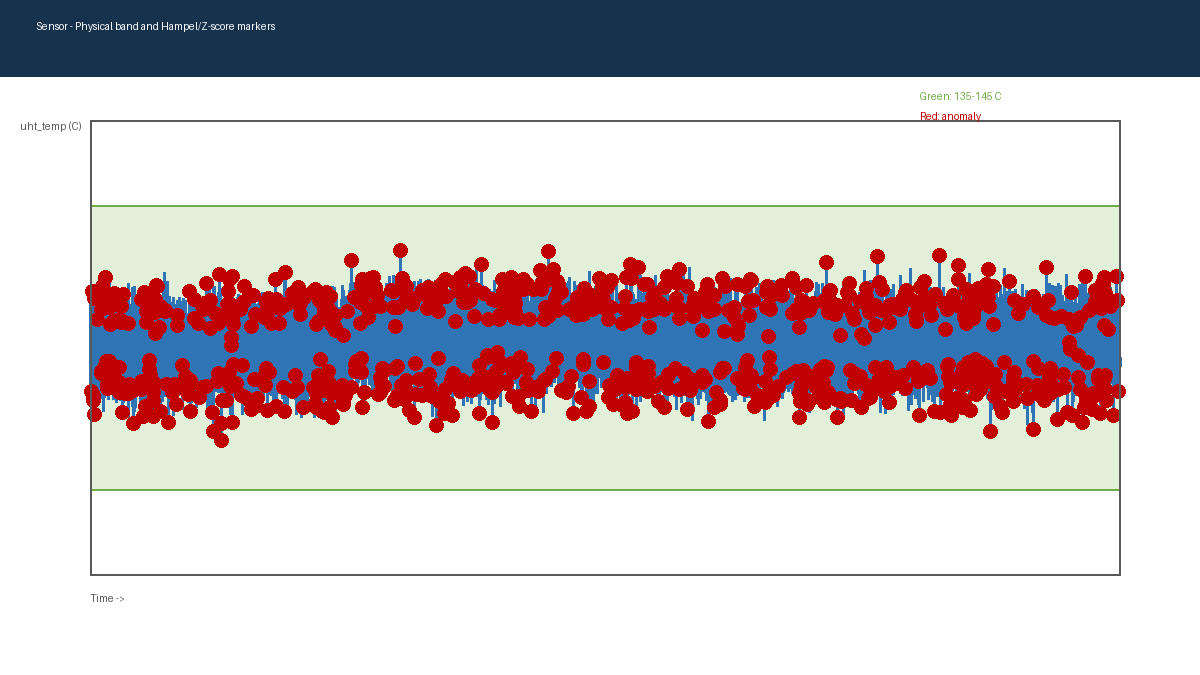 Sensor - Physical band and Hampel/Z-score markers
Green: 135-145 C
Red: anomaly
uht_temp (C)
Time ->